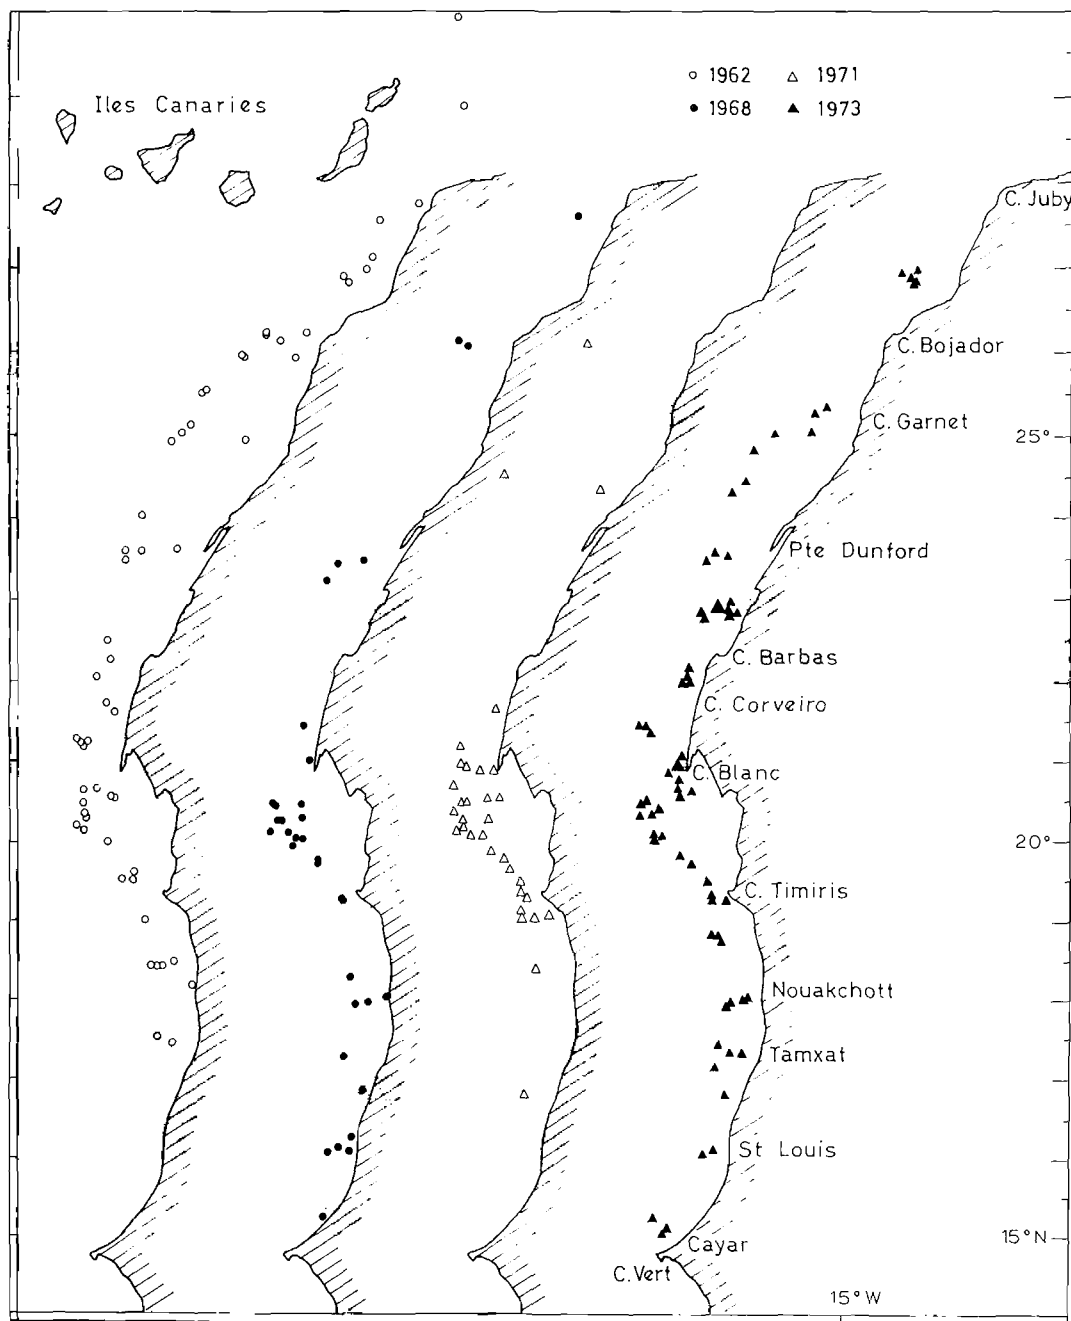 ○ 1962 △ 1971
● 1968 ▲ 1973
Iles Canaries
C. Juby
C. Bojador
C. Garnet
25°
Pte Dunford
C. Barbas
C. Corveiro
C. Blanc
20°
C. Timiris
Nouakchott
Tamxat
St Louis
15° N
Cayar
C. Vert
15° W